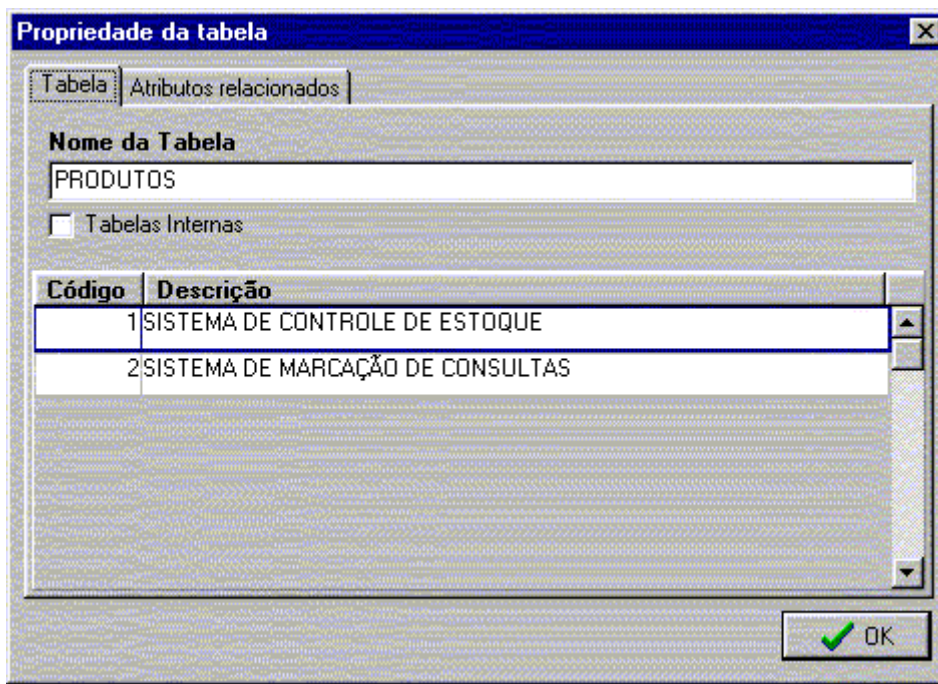 Propriedade da tabela
Tabela Atributos relacionados
Nome da Tabela
PRODUTOS
Tabelas Internas
Código Descrição
1 SISTEMA DE CONTROLE DE ESTOQUE
2 SISTEMA DE MARCAÇÃO DE CONSULTAS
OK